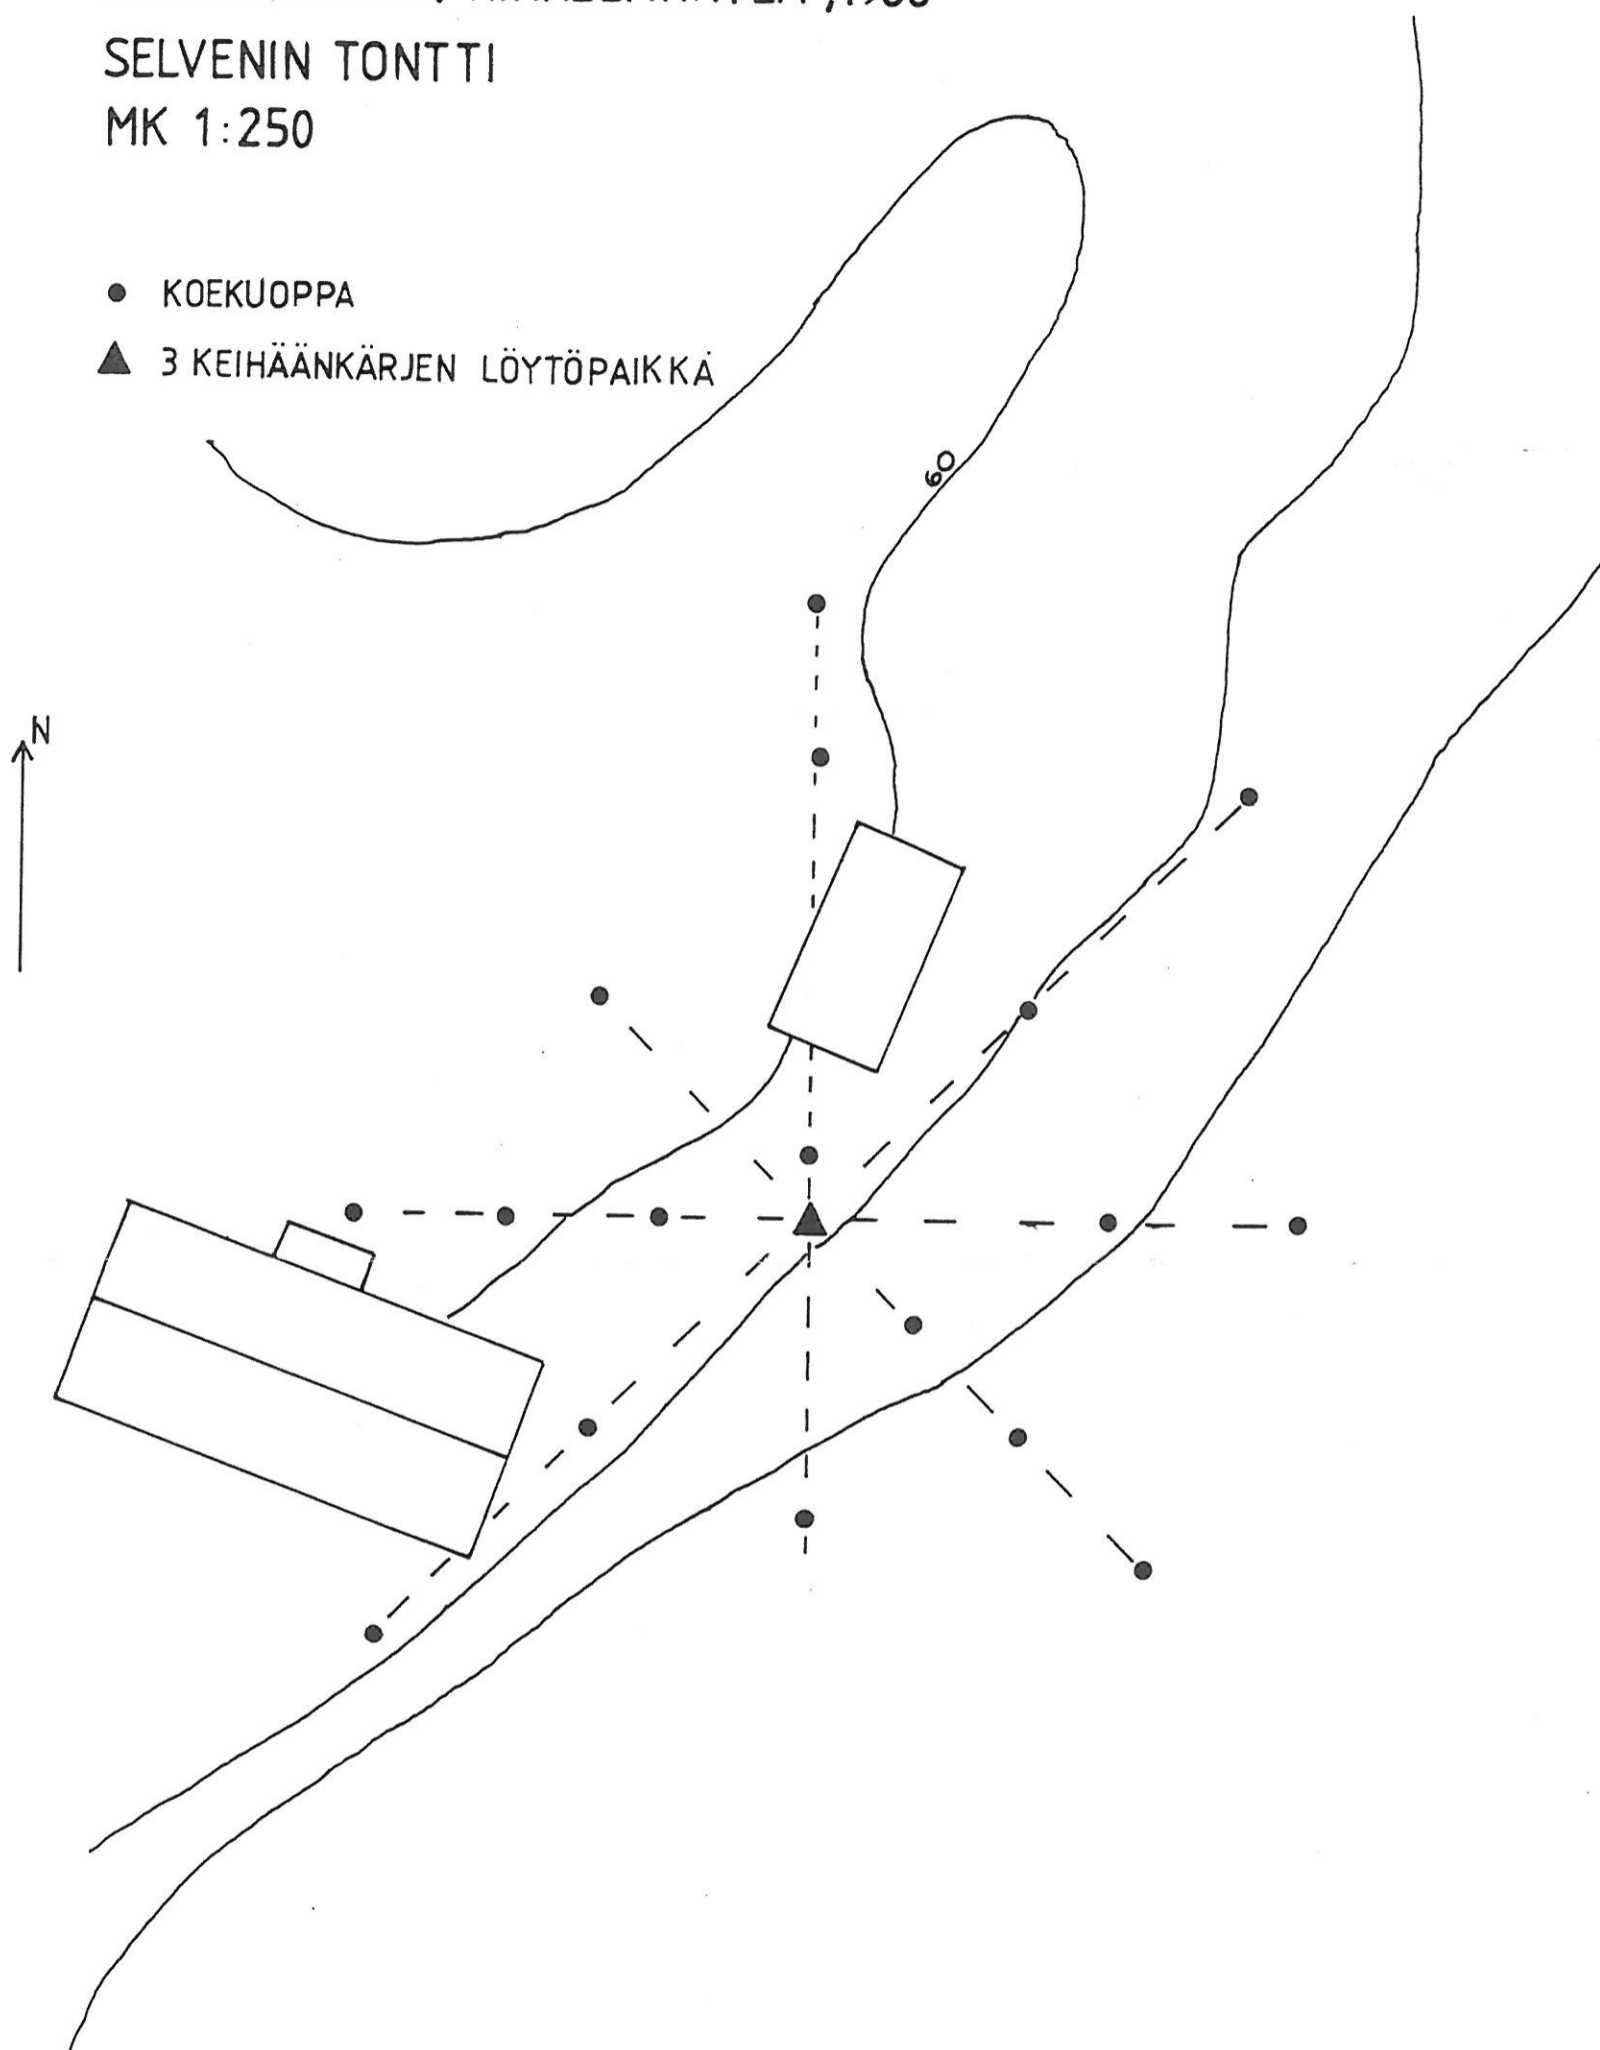 SELVENIN TONTTI
MK 1:250
KOEKUOPPA
3 KEIHÄÄNKÄRJEN LÖYTÖPAIKKA
60
N